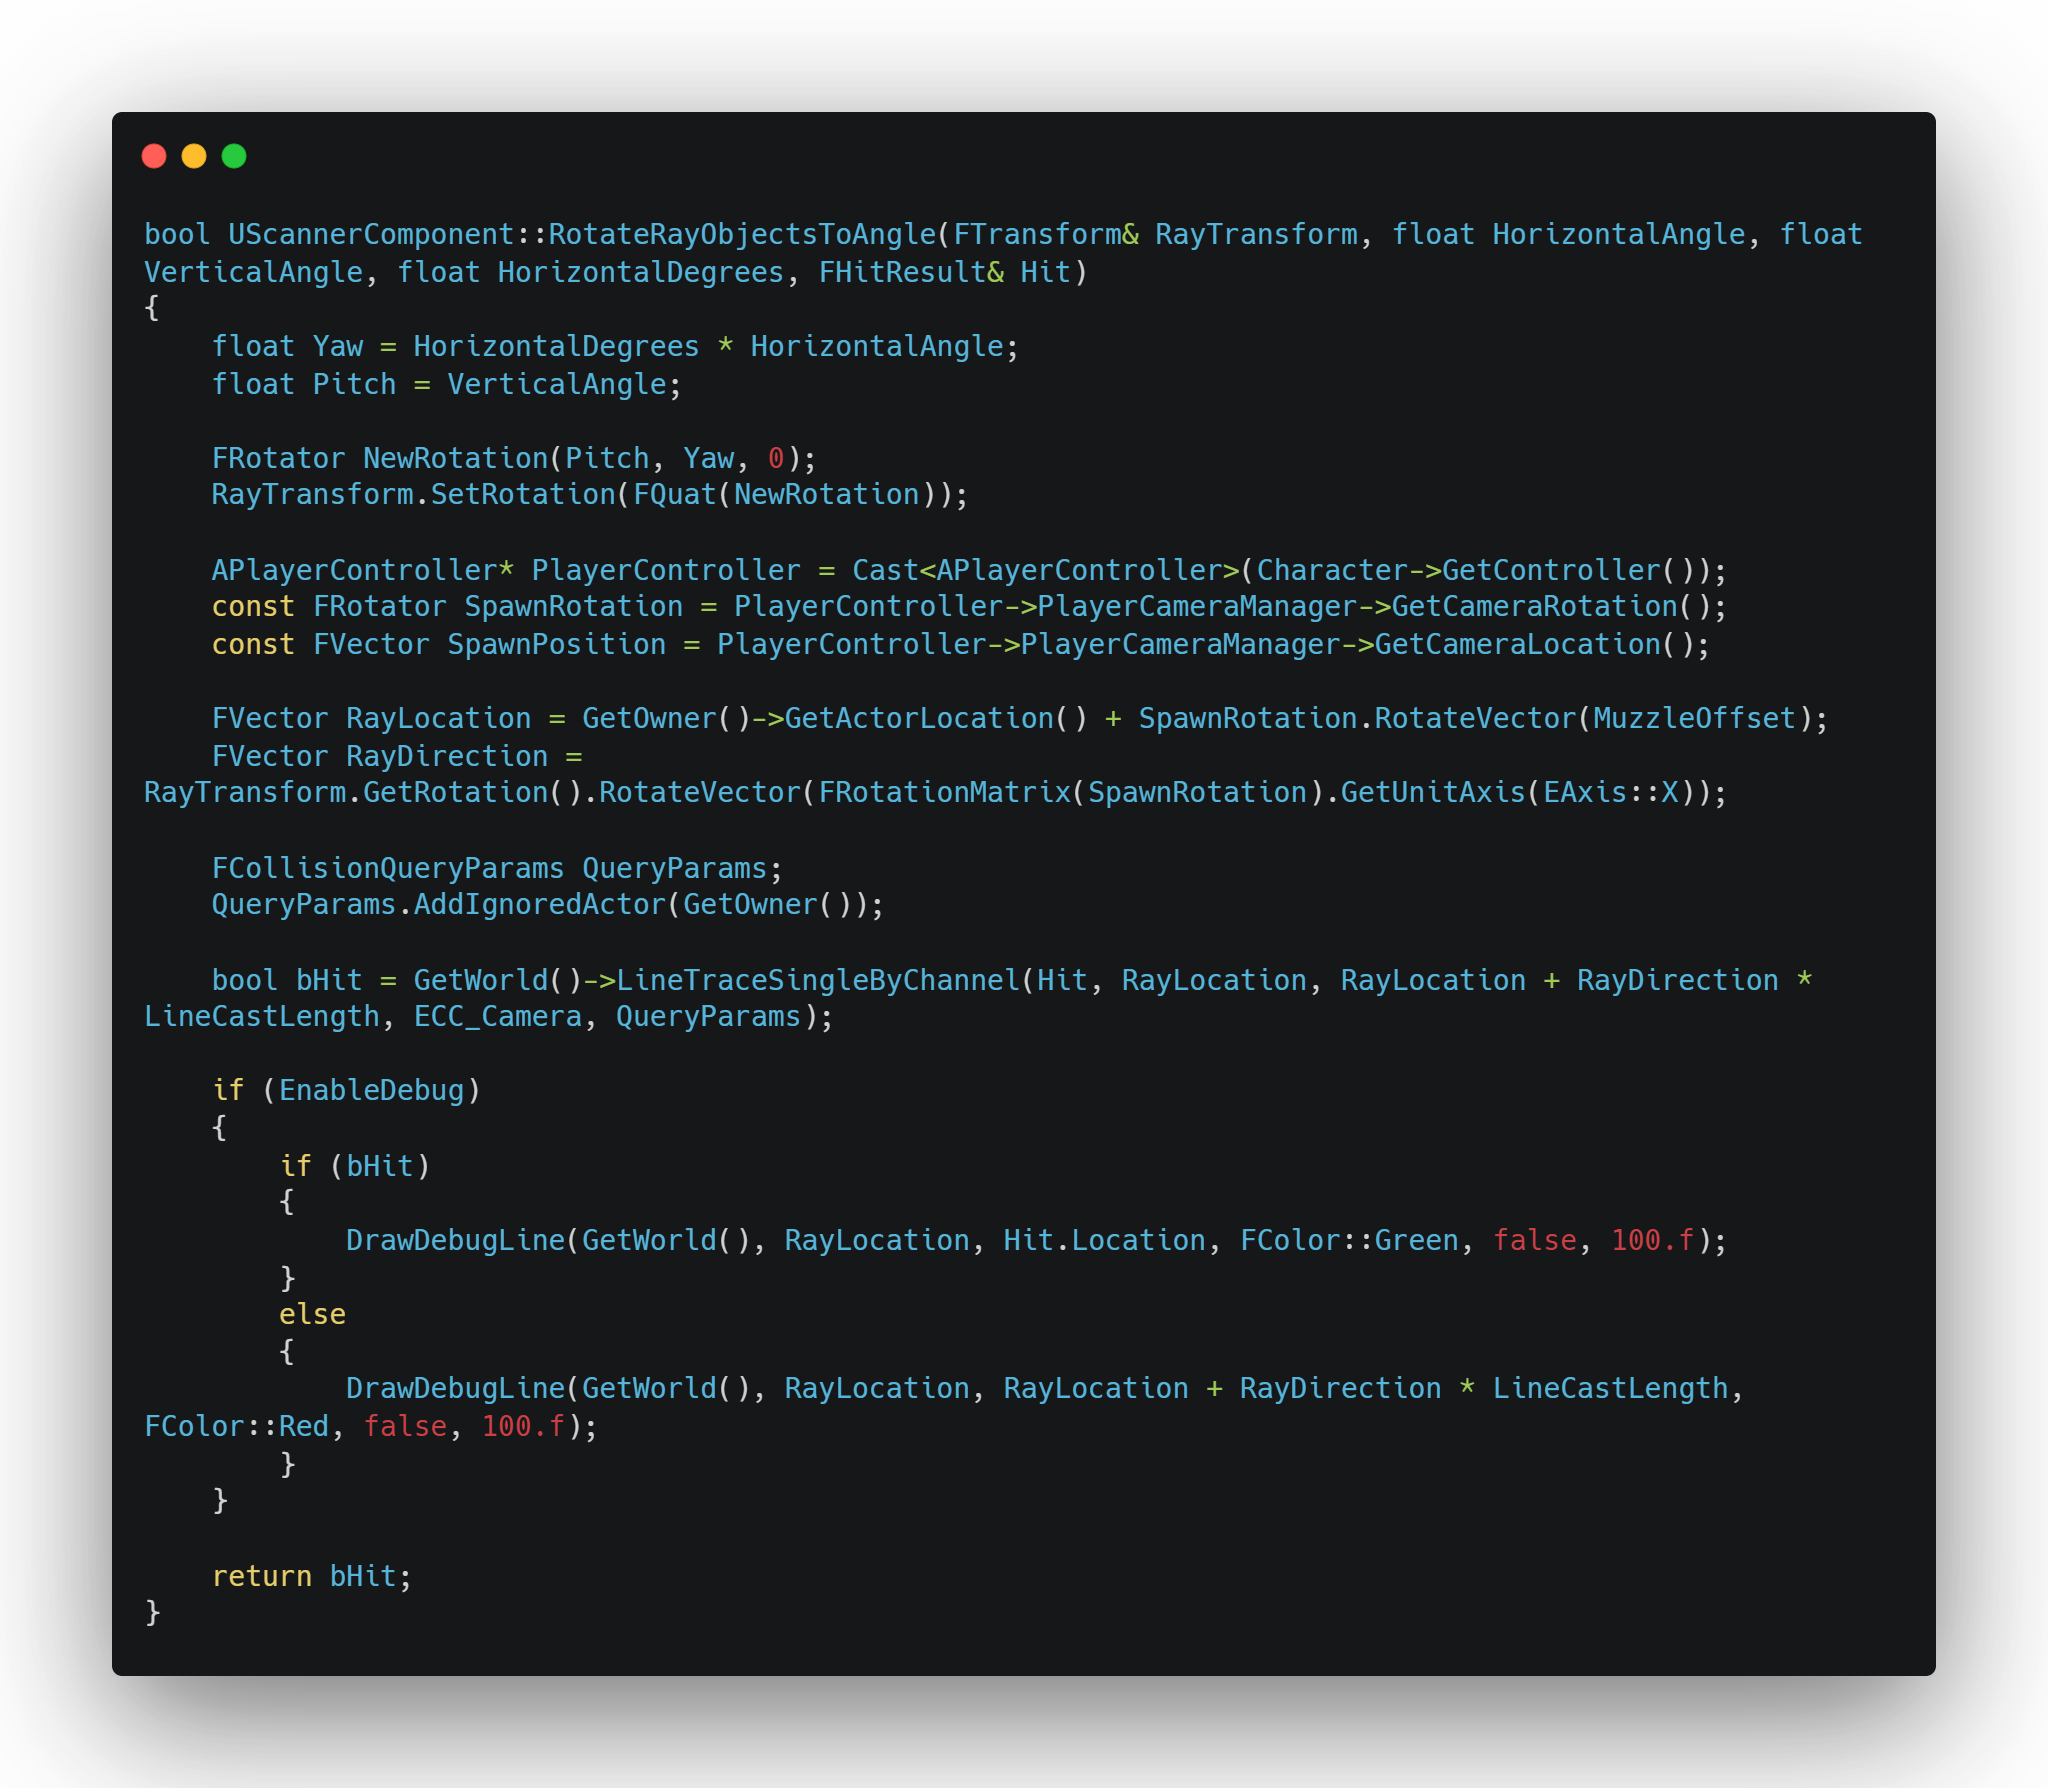 bool UScannerComponent::RotateRayObjectsToAngle(FTransform& RayTransform, float HorizontalAngle, float
VerticalAngle, float HorizontalDegrees, FHitResult& Hit)
{
    float Yaw = HorizontalDegrees * HorizontalAngle;
    float Pitch = VerticalAngle;

    FRotator NewRotation(Pitch, Yaw, 0);
    RayTransform.SetRotation(FQuat(NewRotation));

    APlayerController* PlayerController = Cast<APlayerController>(Character->GetController());
    const FRotator SpawnRotation = PlayerController->PlayerCameraManager->GetCameraRotation();
    const FVector SpawnPosition = PlayerController->PlayerCameraManager->GetCameraLocation();

    FVector RayLocation = GetOwner()->GetActorLocation() + SpawnRotation.RotateVector(MuzzleOffset);
    FVector RayDirection =
RayTransform.GetRotation().RotateVector(FRotationMatrix(SpawnRotation).GetUnitAxis(EAxis::X));

    FCollisionQueryParams QueryParams;
    QueryParams.AddIgnoredActor(GetOwner());

    bool bHit = GetWorld()->LineTraceSingleByChannel(Hit, RayLocation, RayLocation + RayDirection *
LineCastLength, ECC_Camera, QueryParams);

    if (EnableDebug)
    {
        if (bHit)
        {
            DrawDebugLine(GetWorld(), RayLocation, Hit.Location, FColor::Green, false, 100.f);
        }
        else
        {
            DrawDebugLine(GetWorld(), RayLocation, RayLocation + RayDirection * LineCastLength,
FColor::Red, false, 100.f);
        }
    }

    return bHit;
}